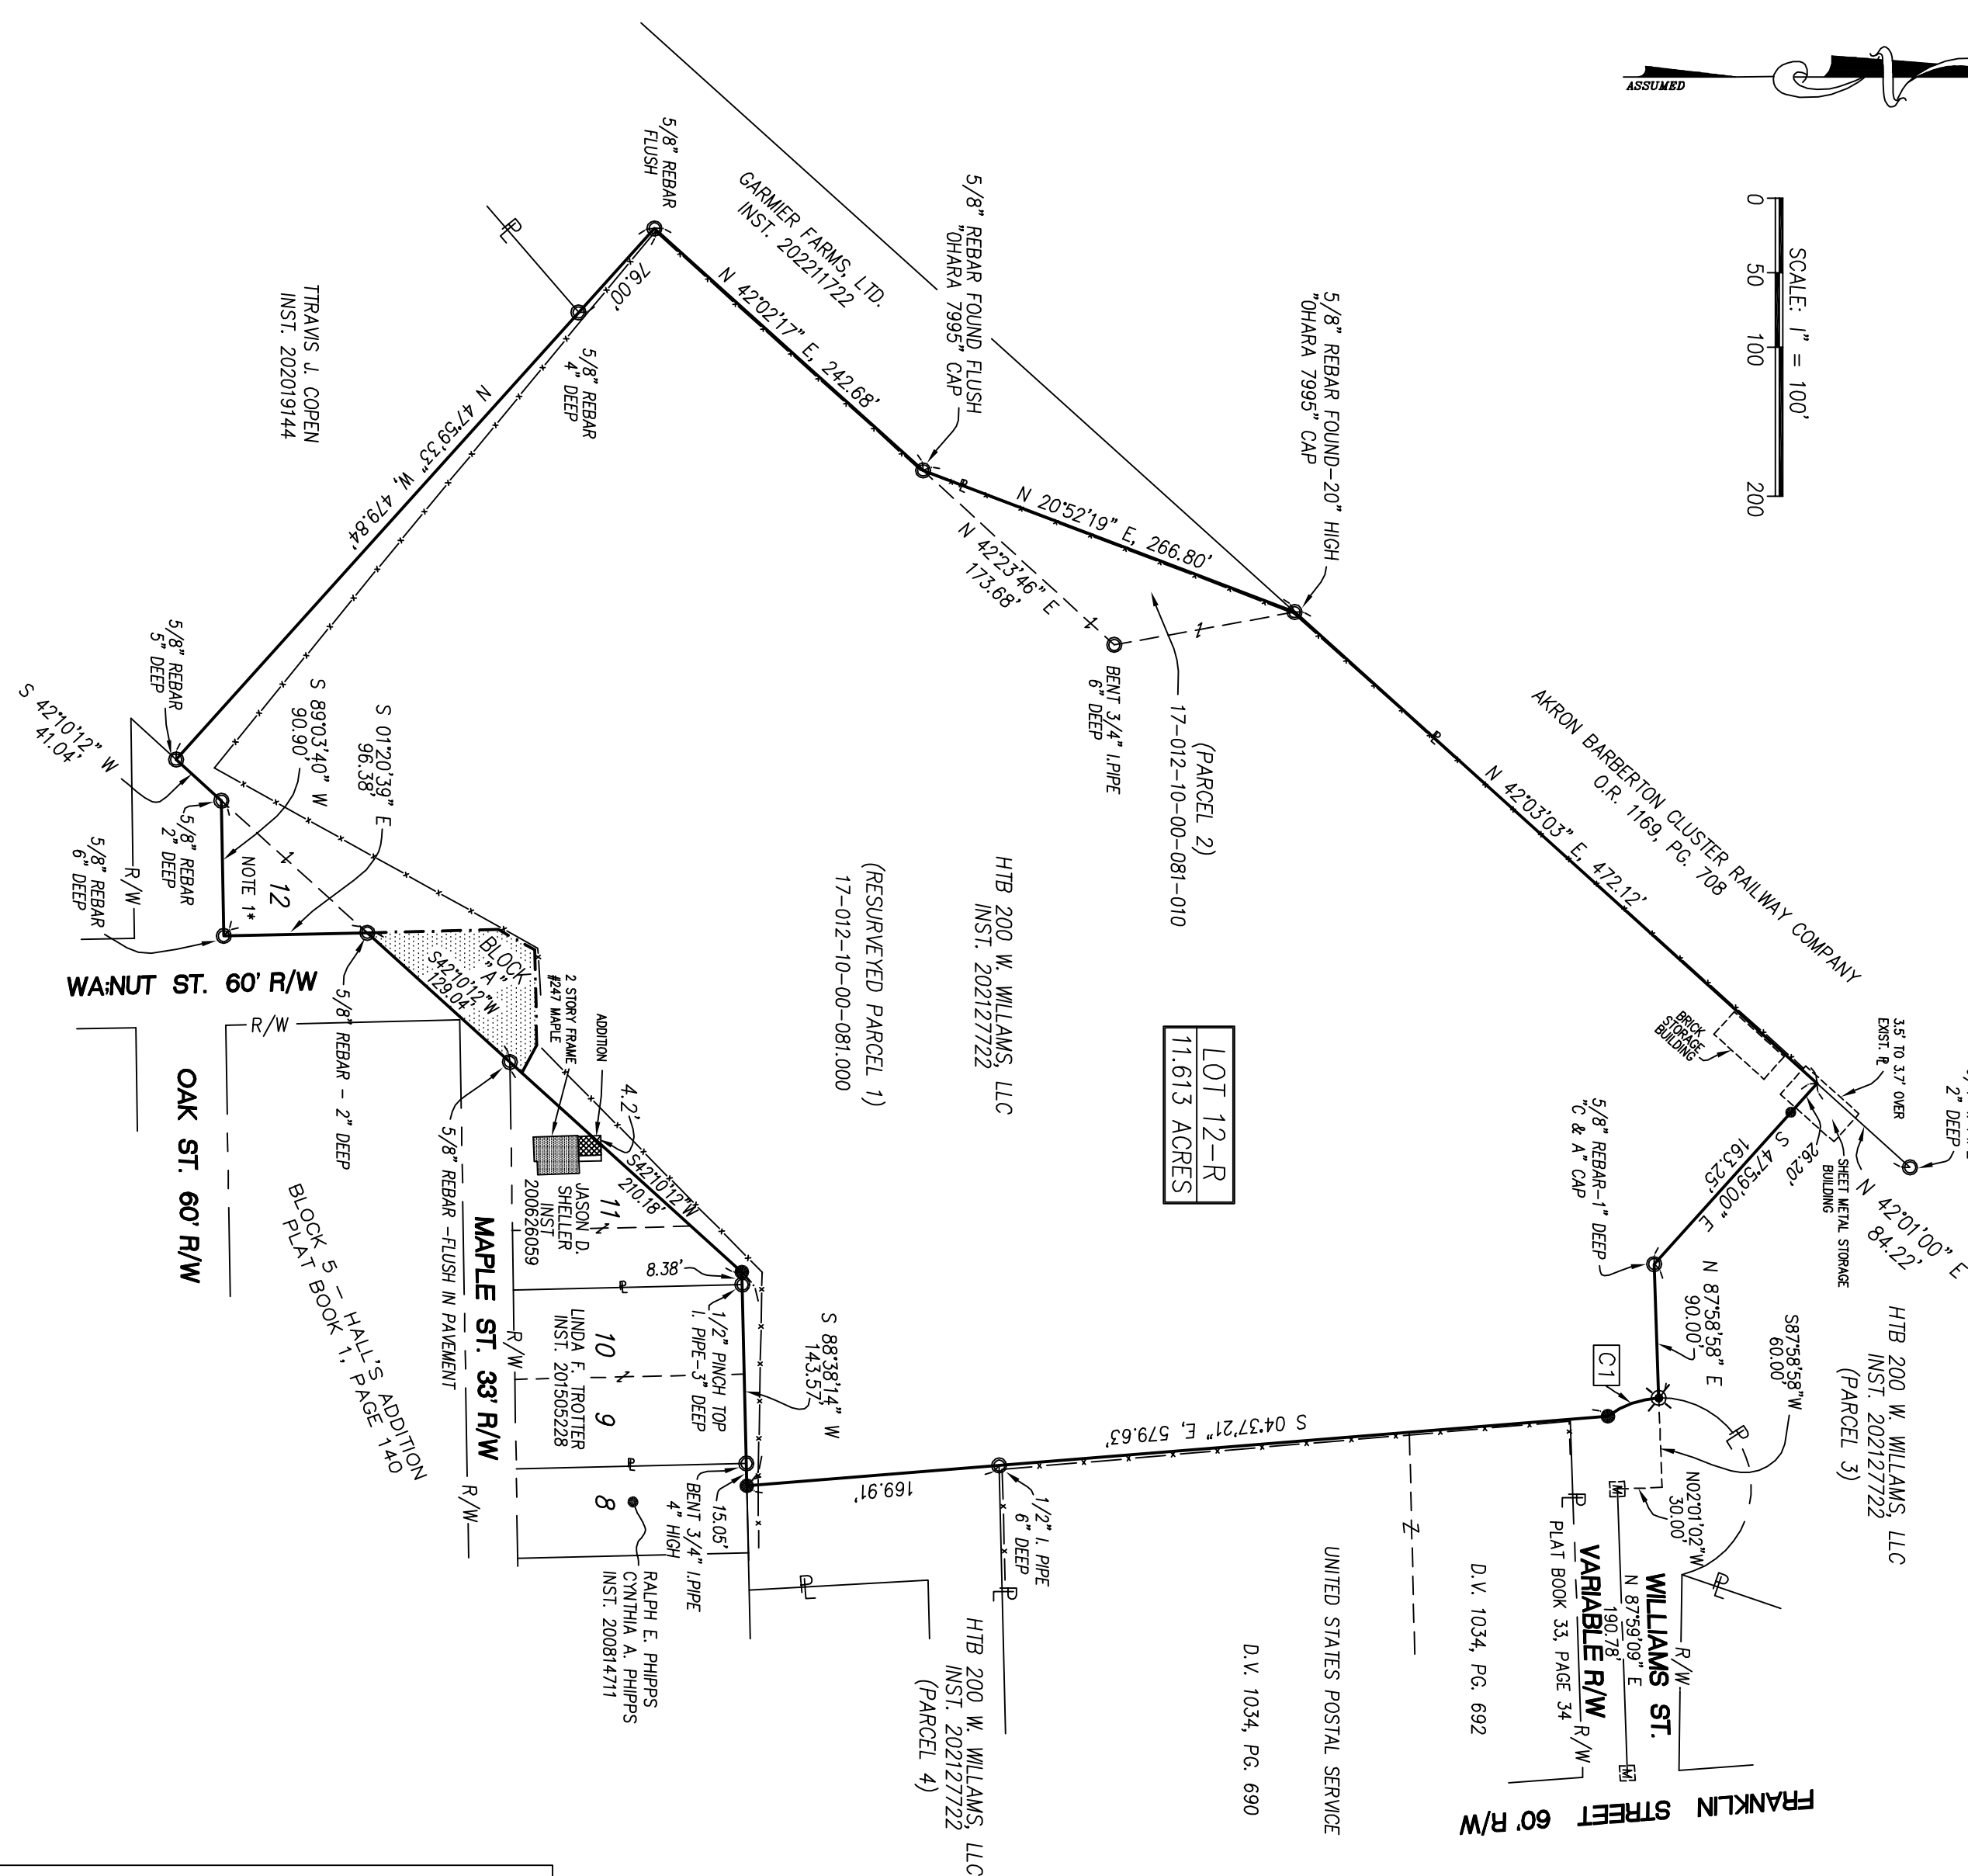 ASSUMED
SCALE: 1" = 100'
0 50 100 200
5/8" REBAR
FLUSH
GARMIER FARMS, LTD.
INST. 202211722
5/8" REBAR FOUND FLUSH
"OHARA 7995" CAP
5/8" REBAR FOUND-20" HIGH
"OHARA 7995" CAP
76.00'
N 42°02'17" E, 242.68'
5/8" REBAR
4" DEEP
TTRAVIS J. COPEN
INST. 202019144
N 47°59'33" W, 479.84'
N 20°52'19" E, 266.80'
N 42°23'46" E
173.68'
BENT 3/4" I.PIPE
6" DEEP
(PARCEL 2)
17-012-10-00-081-010
AKRON BARBERTON CLUSTER RAILWAY COMPANY
O.R. 1169, PG. 708
N 42°03'03" E, 472.12'
BRICK
STORAGE
BUILDING
3.5' TO 3.7' OVER
EXIST. PL
2" DEEP
SHEET METAL STORAGE
BUILDING
N 42°01'00" E
84.22'
26.20'
S 47°59'00" E
163.25'
5/8" REBAR-1" DEEP
"C & A" CAP
N 87°58'58" E
90.00'
S87°58'58"W
60.00'
C1
HTB 200 W. WILLAMS, LLC
INST. 202127722
(PARCEL 3)
N02°01'02"W
30.00'
WILLIAMS ST.
N 87°59'09" E
190.78'
VARIABLE R/W
PLAT BOOK 33, PAGE 34
R/W
R/W
FRANKLIN STREET 60' R/W
D.V. 1034, PG. 692
UNITED STATES POSTAL SERVICE
D.V. 1034, PG. 690
S 04°37'21" E, 579.63'
1/2" I. PIPE
6" DEEP
169.91'
HTB 200 W. WILLAMS, LLC
INST. 202127722
(PARCEL 4)
LOT 12-R
11.613 ACRES
HTB 200 W. WILLAMS, LLC
INST. 202127722
(RESURVEYED PARCEL 1)
17-012-10-00-081.000
5/8" REBAR
5" DEEP
S 42°10'12" W
41.04'
S 89°03'40" W
90.90'
S 01°20'39" E
96.38'
5/8" REBAR
2" DEEP
5/8" REBAR
6" DEEP
R/W
NOTE 1*
12
WA;NUT ST. 60' R/W
R/W
OAK ST. 60' R/W
5/8" REBAR - 2" DEEP
BLOCK
"A"
S42°10'12"W
129.04'
2 STORY FRAME
#247 MAPLE
ADDITION
4.2'
S42°10'12"W
210.18'
11
JASON D.
SHELLER
INST
200626059
5/8" REBAR -FLUSH IN PAVEMENT
MAPLE ST. 33' R/W
BLOCK 5 - HALL'S ADDITION
PLAT BOOK 1, PAGE 140
8.38'
1/2" PINCH TOP
I. PIPE-3" DEEP
S 88°38'14" W
143.57'
R/W
10
9
LINDA F. TROTTER
INST. 201505228
8
R/W
15.05'
BENT 3/4" I.PIPE
4" HIGH
RALPH E. PHIPPS
CYNTHIA A. PHIPPS
INST. 200814711